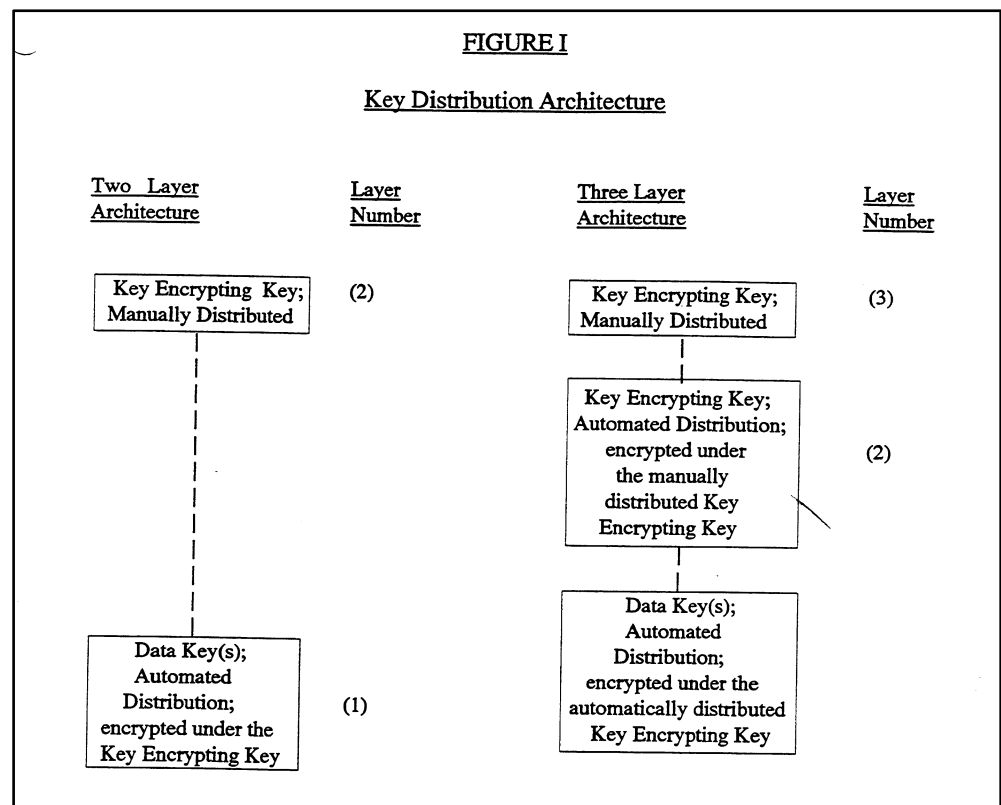 FIGURE I
Key Distribution Architecture
Two Layer
Architecture
Layer
Number
Three Layer
Architecture
Layer
Number
Key Encrypting Key;
Manually Distributed
(2)
Key Encrypting Key;
Manually Distributed
(3)
Key Encrypting Key;
Automated Distribution;
encrypted under
the manually
distributed Key
Encrypting Key
(2)
Data Key(s);
Automated
Distribution;
encrypted under the
Key Encrypting Key
(1)
Data Key(s);
Automated
Distribution;
encrypted under the
automatically distributed
Key Encrypting Key